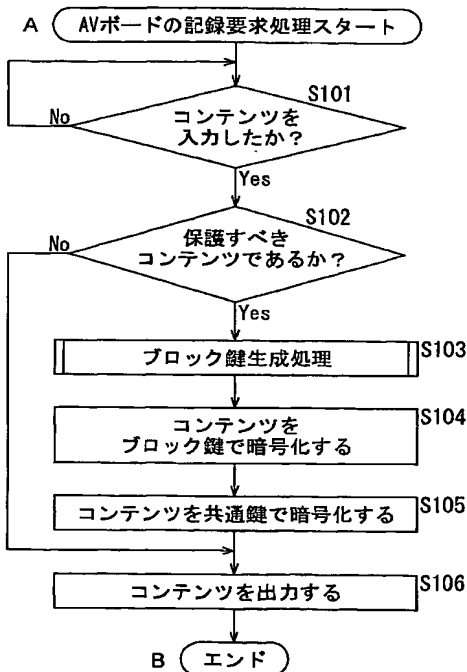 A AVボードの記録要求処理スタート
S101
No
コンテンツを
入力したか？
Yes
S102
No
保護すべき
コンテンツであるか？
Yes
ブロック鍵生成処理 S103
S104
コンテンツを
ブロック鍵で暗号化する
コンテンツを共通鍵で暗号化する S105
コンテンツを出力する S106
B エンド